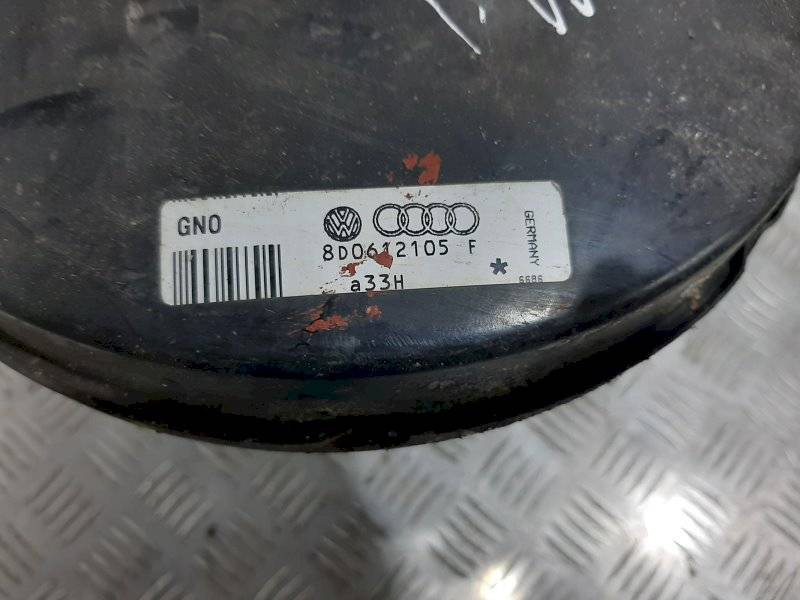 GNO
8D0612105 F
a33H
*
GERMANY